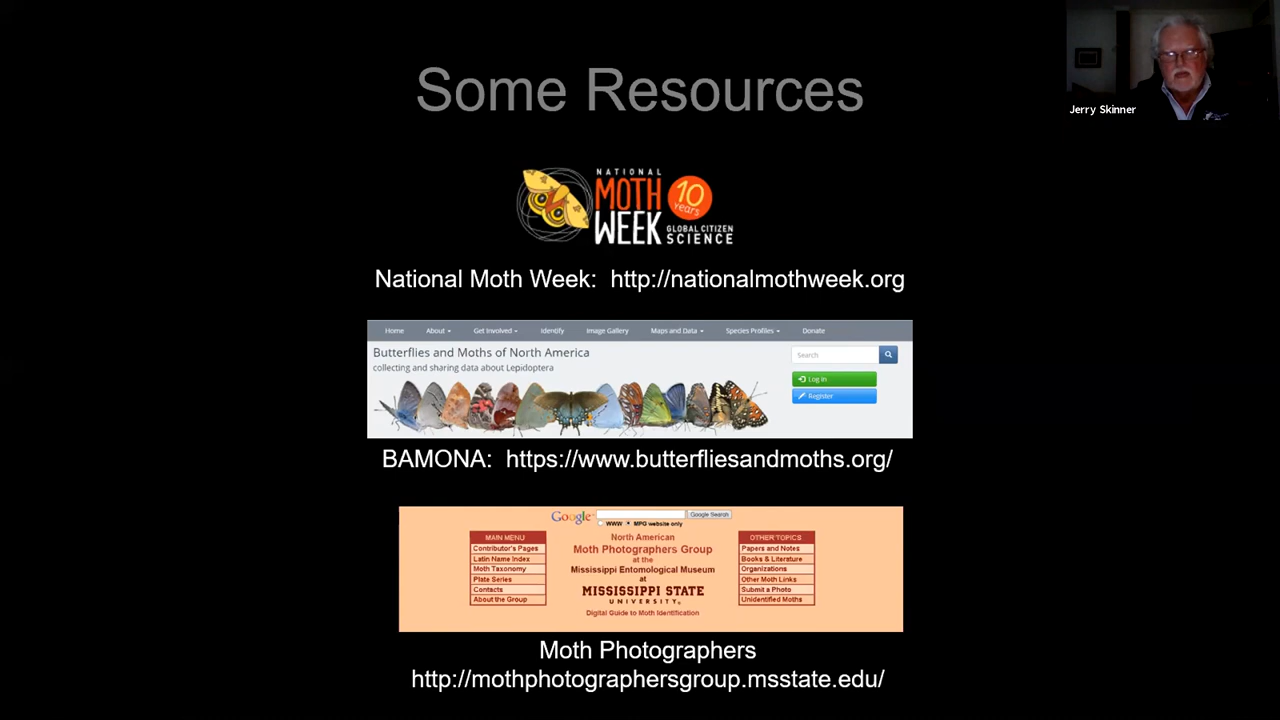 Some Resources
Jerry Skinner
NATIONAL
MOTH
WEEK
10
years
GLOBAL CITIZEN
SCIENCE
National Moth Week: http://nationalmothweek.org
Home About Get Involved Identify Image Gallery Maps and Data Species Profiles Donate
Butterflies and Moths of North America
collecting and sharing data about Lepidoptera
Search
Log in
Register
BAMONA: https://www.butterfliesandmoths.org/
Google
Google Search
WWW MPG website only
MAIN MENU
Contributor's Pages
Latin Name Index
Moth Taxonomy
Plate Series
Contacts
About the Group
North American
Moth Photographers Group
at the
Mississippi Entomological Museum
at
MISSISSIPPI STATE
UNIVERSITY
Digital Guide to Moth Identification
OTHER TOPICS
Papers and Notes
Books & Literature
Organizations
Other Moth Links
Submit a Photo
Unidentified Moths
Moth Photographers
http://mothphotographersgroup.msstate.edu/